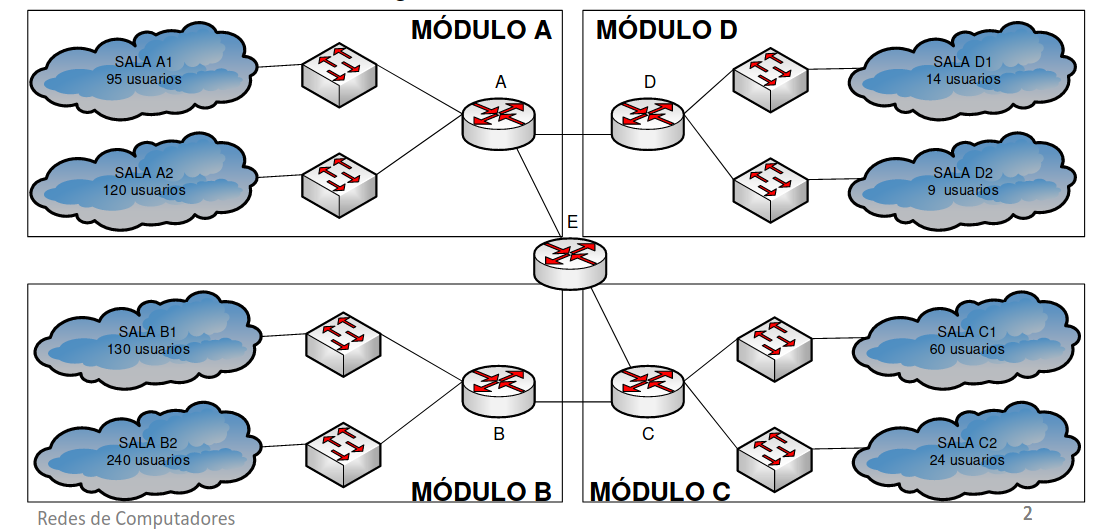 MÓDULO A
SALA A1
95 usuarios
SALA A2
120 usuarios
A
MÓDULO D
D
SALA D1
14 usuarios
SALA D2
9 usuarios
E
SALA B1
130 usuarios
SALA B2
240 usuarios
B
MÓDULO B
SALA C1
60 usuarios
SALA C2
24 usuarios
C
MÓDULO C
Redes de Computadores
2